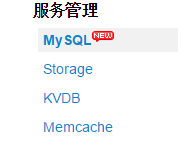 服务管理
MySQL NEW
Storage
KVDB
Memcache